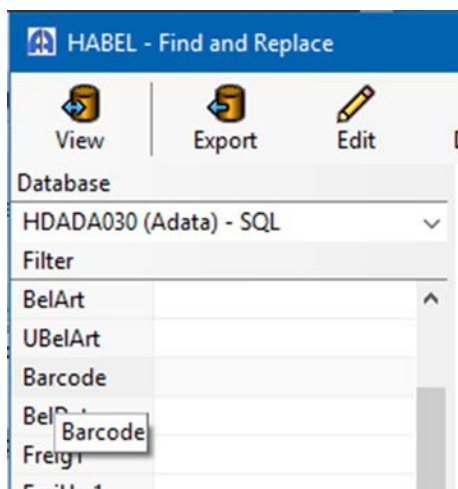 HABEL - Find and Replace
View Export Edit
Database
HDADA030 (Adata) - SQL
Filter
BelArt
UBelArt
Barcode
Barcode